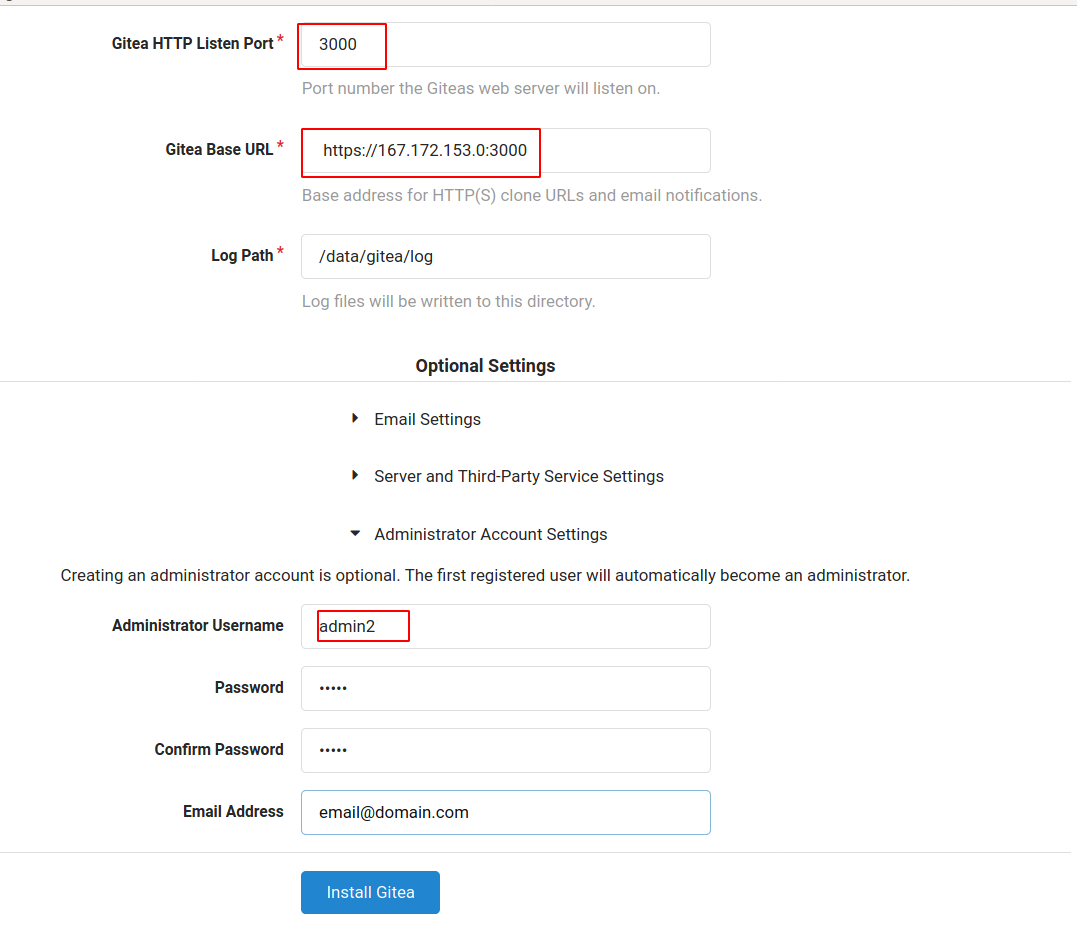 Gitea HTTP Listen Port *
3000
Port number the Giteas web server will listen on.
Gitea Base URL *
https://167.172.153.0:3000
Base address for HTTP(S) clone URLs and email notifications.
Log Path *
/data/gitea/log
Log files will be written to this directory.
Optional Settings
Email Settings
Server and Third-Party Service Settings
Administrator Account Settings
Creating an administrator account is optional. The first registered user will automatically become an administrator.
Administrator Username
admin2
Password
•••••
Confirm Password
•••••
Email Address
email@domain.com
Install Gitea